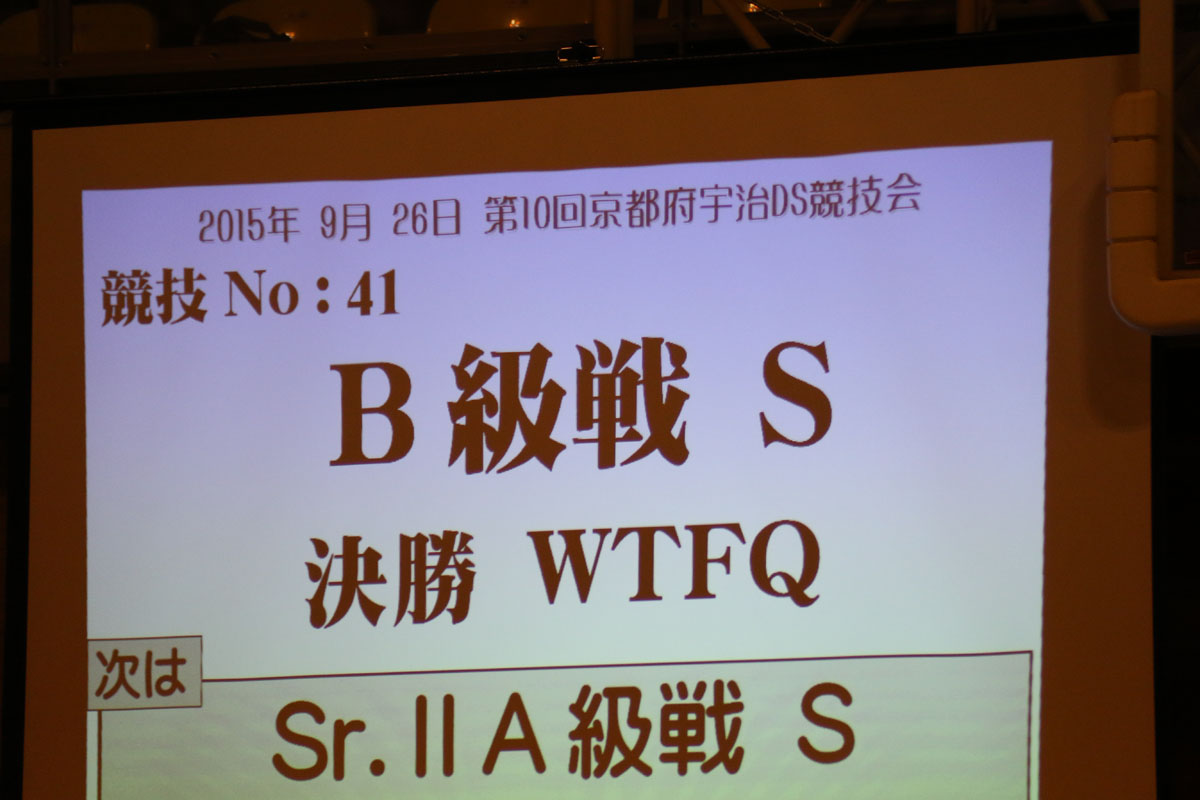 2015年 9月 26日 第10回京都府宇治DS競技会
競技 No：41
B 級戦 S
決勝 WTFQ
次は
Sr. II A 級戦 S